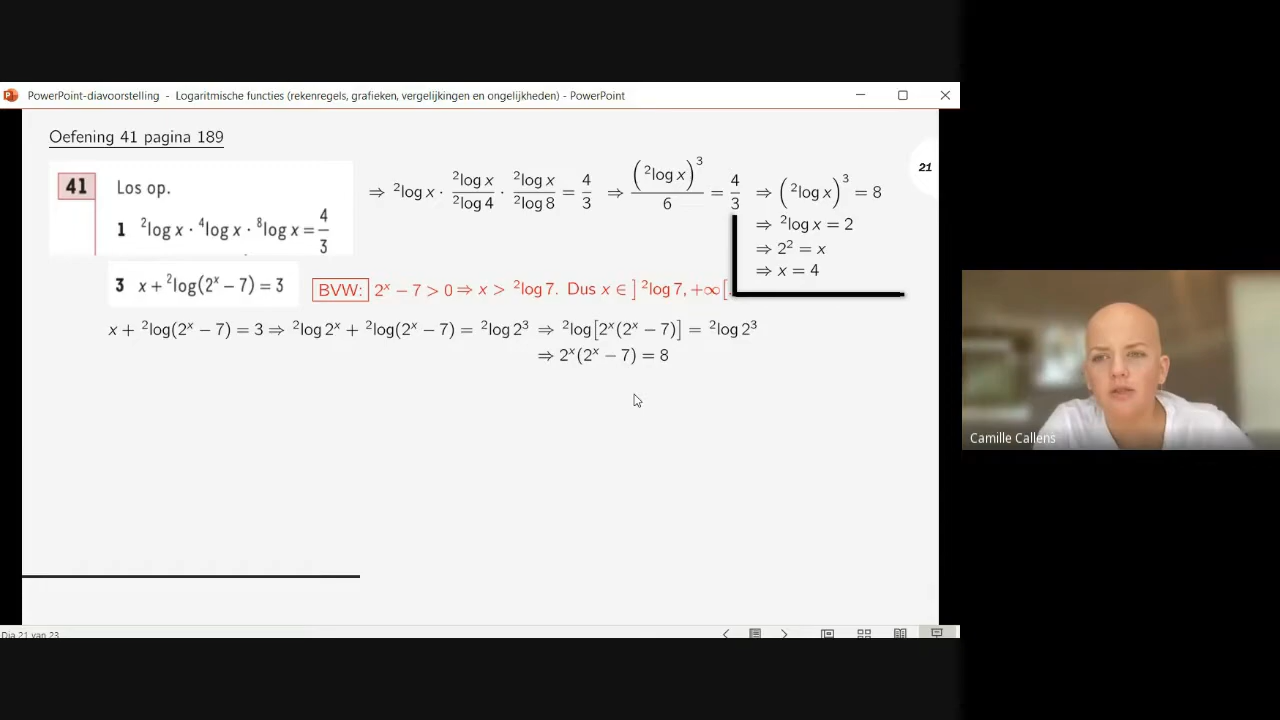 PowerPoint-diavoorstelling - Logaritmische functies (rekenregels, grafieken, vergelijkingen en ongelijkheden) - PowerPoint
Oefening 41 pagina 189
21
41 Los op.
1 ²log x · ⁴log x · ⁸log x = 4/3
⇒ ²log x · ²log x/²log 4 · ²log x/²log 8 = 4/3 ⇒ (²log x)³/6 = 4/3 ⇒ (²log x)³ = 8
⇒ ²log x = 2
⇒ 2² = x
⇒ x = 4
3 x + ²log(2ˣ − 7) = 3
BVW: 2ˣ − 7 > 0 ⇒ x > ²log 7. Dus x ∈ ] ²log 7, +∞[
x + ²log(2ˣ − 7) = 3 ⇒ ²log 2ˣ + ²log(2ˣ − 7) = ²log 2³ ⇒ ²log[2ˣ(2ˣ − 7)] = ²log 2³
⇒ 2ˣ(2ˣ − 7) = 8
Camille Callens
Dia 21 van 23